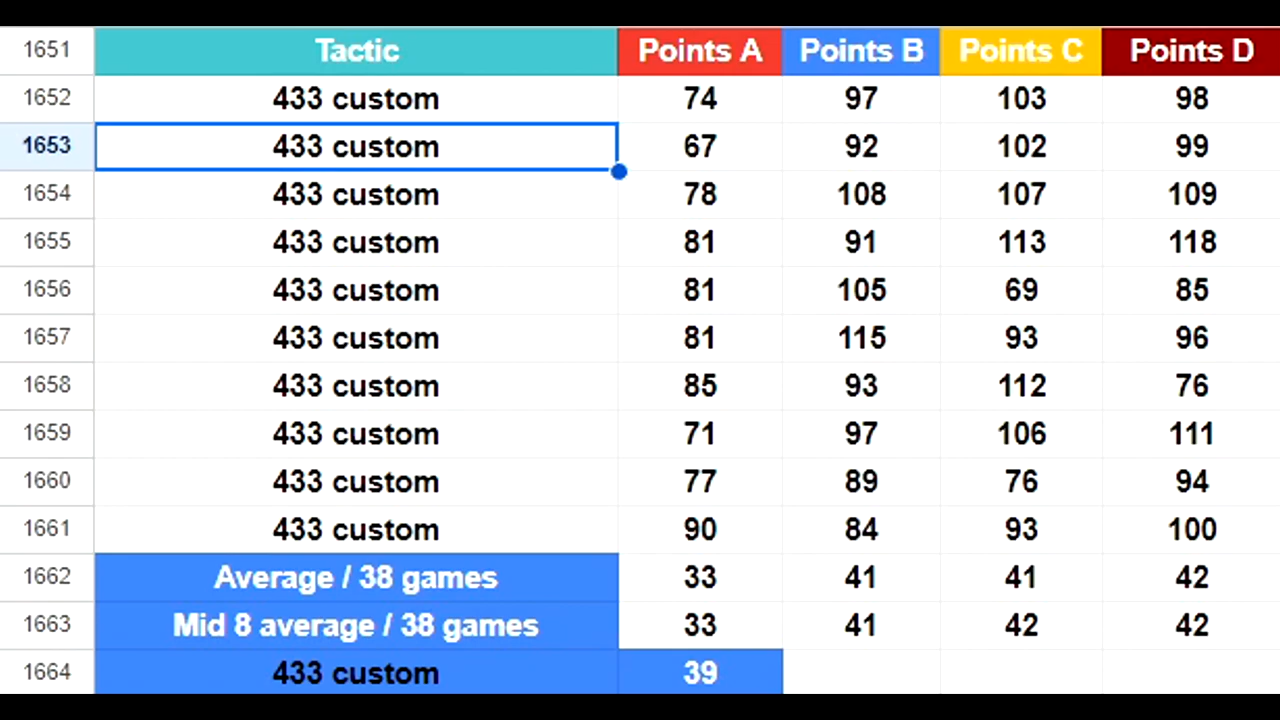 1651 Tactic Points A Points B Points C Points D
1652 433 custom 74 97 103 98
1653 433 custom 67 92 102 99
1654 433 custom 78 108 107 109
1655 433 custom 81 91 113 118
1656 433 custom 81 105 69 85
1657 433 custom 81 115 93 96
1658 433 custom 85 93 112 76
1659 433 custom 71 97 106 111
1660 433 custom 77 89 76 94
1661 433 custom 90 84 93 100
1662 Average / 38 games 33 41 41 42
1663 Mid 8 average / 38 games 33 41 42 42
1664 433 custom 39